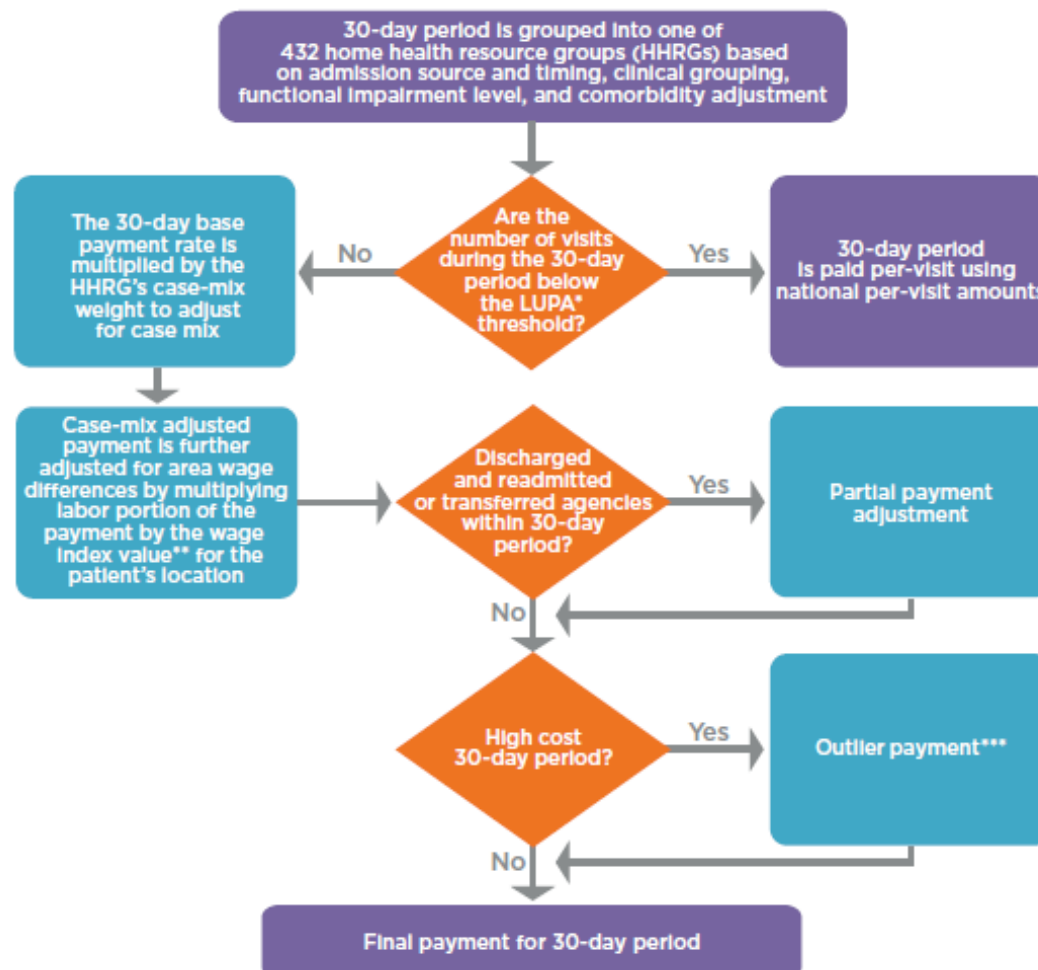 30-day period is grouped into one of
432 home health resource groups (HHRGs) based
on admission source and timing, clinical grouping,
functional impairment level, and comorbidity adjustment
The 30-day base
payment rate is
multiplied by the
HHRG's case-mix
weight to adjust
for case mix
No
Are the
number of visits
during the 30-day
period below
the LUPA*
threshold?
Yes
30-day period
is paid per-visit using
national per-visit amounts
Case-mix adjusted
payment is further
adjusted for area wage
differences by multiplying
labor portion of the
payment by the wage
index value** for the
patient's location
Discharged
and readmitted
or transferred agencies
within 30-day
period?
Yes
Partial payment
adjustment
No
High cost
30-day period?
Yes
Outlier payment***
No
Final payment for 30-day period